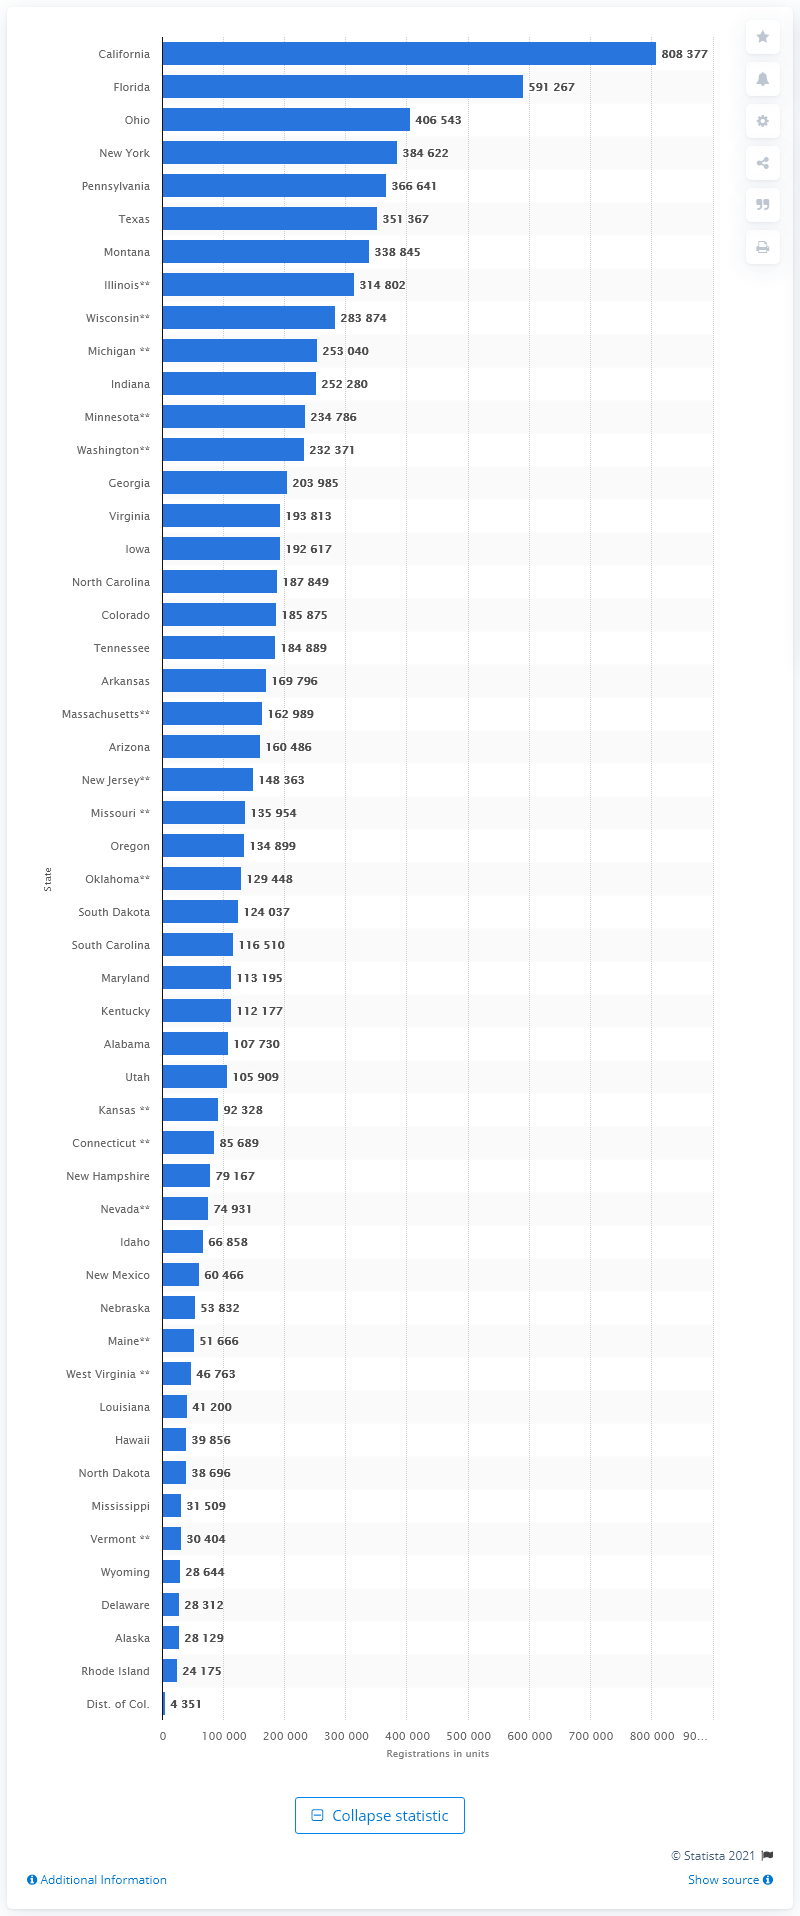 California 808 377
Florida 591 267
Ohio 406 543
New York 384 622
Pennsylvania 366 641
Texas 351 367
Montana 338 845
Illinois** 314 802
Wisconsin** 283 874
Michigan ** 253 040
Indiana 252 280
Minnesota** 234 786
Washington** 232 371
Georgia 203 985
Virginia 193 813
Iowa 192 617
North Carolina 187 849
Colorado 185 875
Tennessee 184 889
Arkansas 169 796
Massachusetts** 162 989
Arizona 160 486
New Jersey** 148 363
Missouri ** 135 954
Oregon 134 899
Oklahoma** 129 448
State
South Dakota 124 037
South Carolina 116 510
Maryland 113 195
Kentucky 112 177
Alabama 107 730
Utah 105 909
Kansas ** 92 328
Connecticut ** 85 689
New Hampshire 79 167
Nevada** 74 931
Idaho 66 858
New Mexico 60 466
Nebraska 53 832
Maine** 51 666
West Virginia ** 46 763
Louisiana 41 200
Hawaii 39 856
North Dakota 38 696
Mississippi 31 509
Vermont ** 30 404
Wyoming 28 644
Delaware 28 312
Alaska 28 129
Rhode Island 24 175
Dist. of Col. 4 351
0 100 000 200 000 300 000 400 000 500 000 600 000 700 000 800 000 90…
Registrations in units
Collapse statistic
© Statista 2021
Additional Information Show source